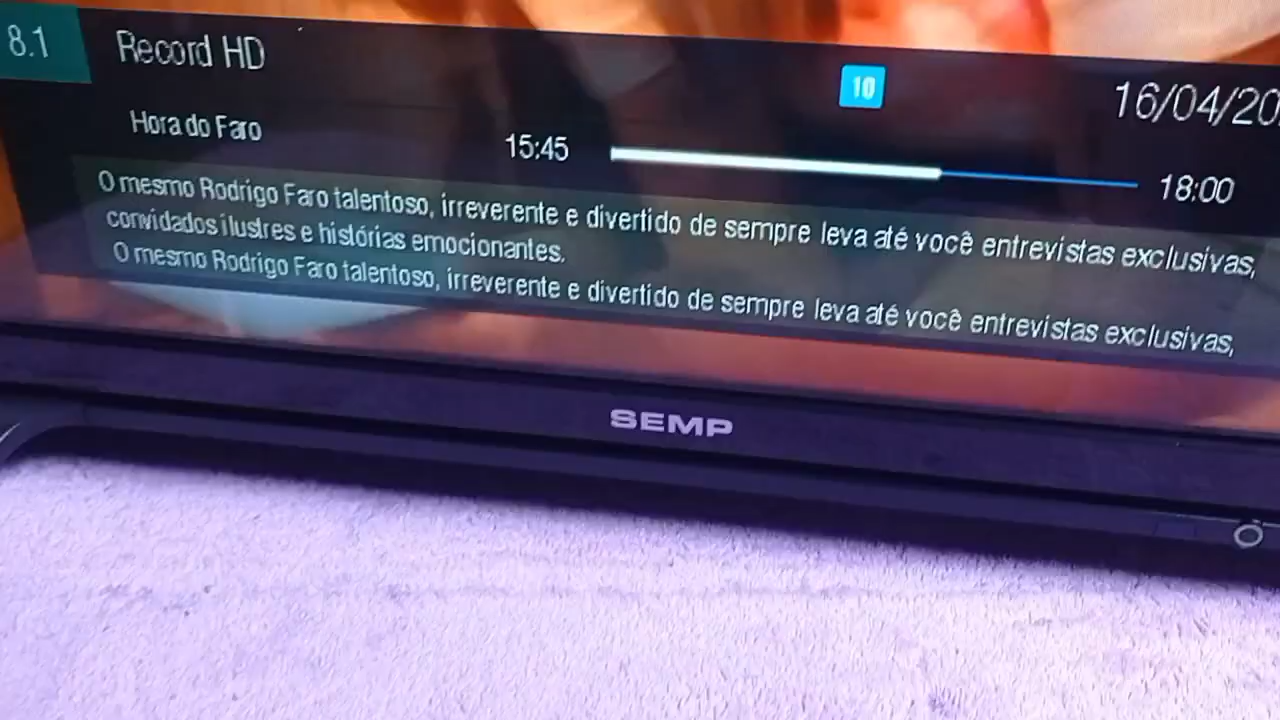 8.1
Record HD
10
16/04/20
Hora do Faro
15:45
18:00
O mesmo Rodrigo Faro talentoso, irreverente e divertido de sempre leva até você entrevistas exclusivas,
convidados ilustres e histórias emocionantes.
O mesmo Rodrigo Faro talentoso, irreverente e divertido de sempre leva até você entrevistas exclusivas,
SEMP